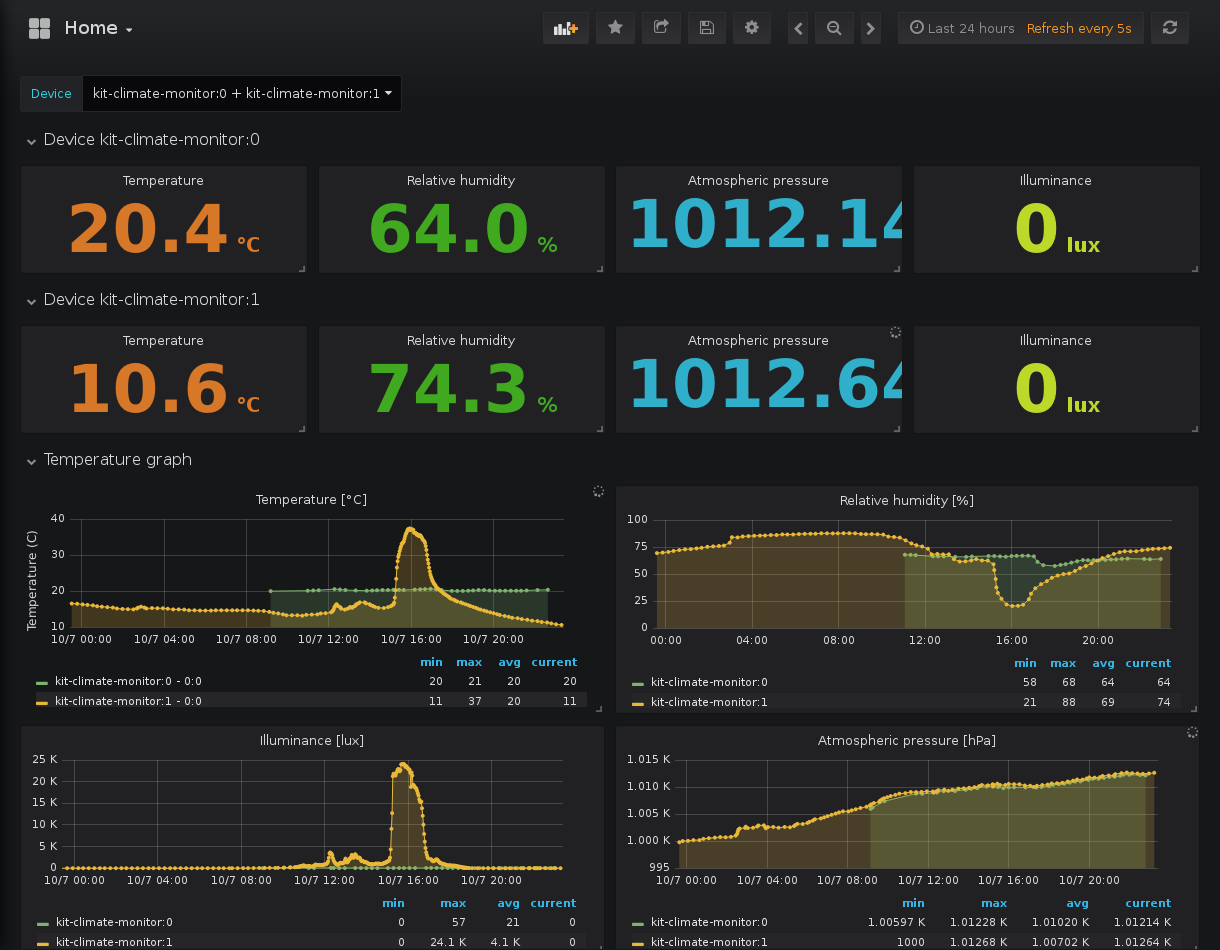 Home
Last 24 hours Refresh every 5s
Device kit-climate-monitor:0 + kit-climate-monitor:1
Device kit-climate-monitor:0
Temperature Relative humidity Atmospheric pressure Illuminance
20.4 °C 64.0 % 1012.14 0 lux
Device kit-climate-monitor:1
Temperature Relative humidity Atmospheric pressure Illuminance
10.6 °C 74.3 % 1012.64 0 lux
Temperature graph
Temperature [°C]
Temperature (C)
40
30
20
10
10/7 00:00 10/7 04:00 10/7 08:00 10/7 12:00 10/7 16:00 10/7 20:00
min max avg current
kit-climate-monitor:0 - 0:0 20 21 20 20
kit-climate-monitor:1 - 0:0 11 37 20 11
Relative humidity [%]
100
75
50
25
0
00:00 04:00 08:00 12:00 16:00 20:00
min max avg current
kit-climate-monitor:0 58 68 64 64
kit-climate-monitor:1 21 88 69 74
Illuminance [lux]
25 K
20 K
15 K
10 K
5 K
0
10/7 00:00 10/7 04:00 10/7 08:00 10/7 12:00 10/7 16:00 10/7 20:00
min max avg current
kit-climate-monitor:0 0 57 21 0
kit-climate-monitor:1 0 24.1 K 4.1 K 0
Atmospheric pressure [hPa]
1.015 K
1.010 K
1.005 K
1.000 K
995
10/7 00:00 10/7 04:00 10/7 08:00 10/7 12:00 10/7 16:00 10/7 20:00
min max avg current
kit-climate-monitor:0 1.00597 K 1.01228 K 1.01020 K 1.01214 K
kit-climate-monitor:1 1000 1.01268 K 1.00702 K 1.01264 K